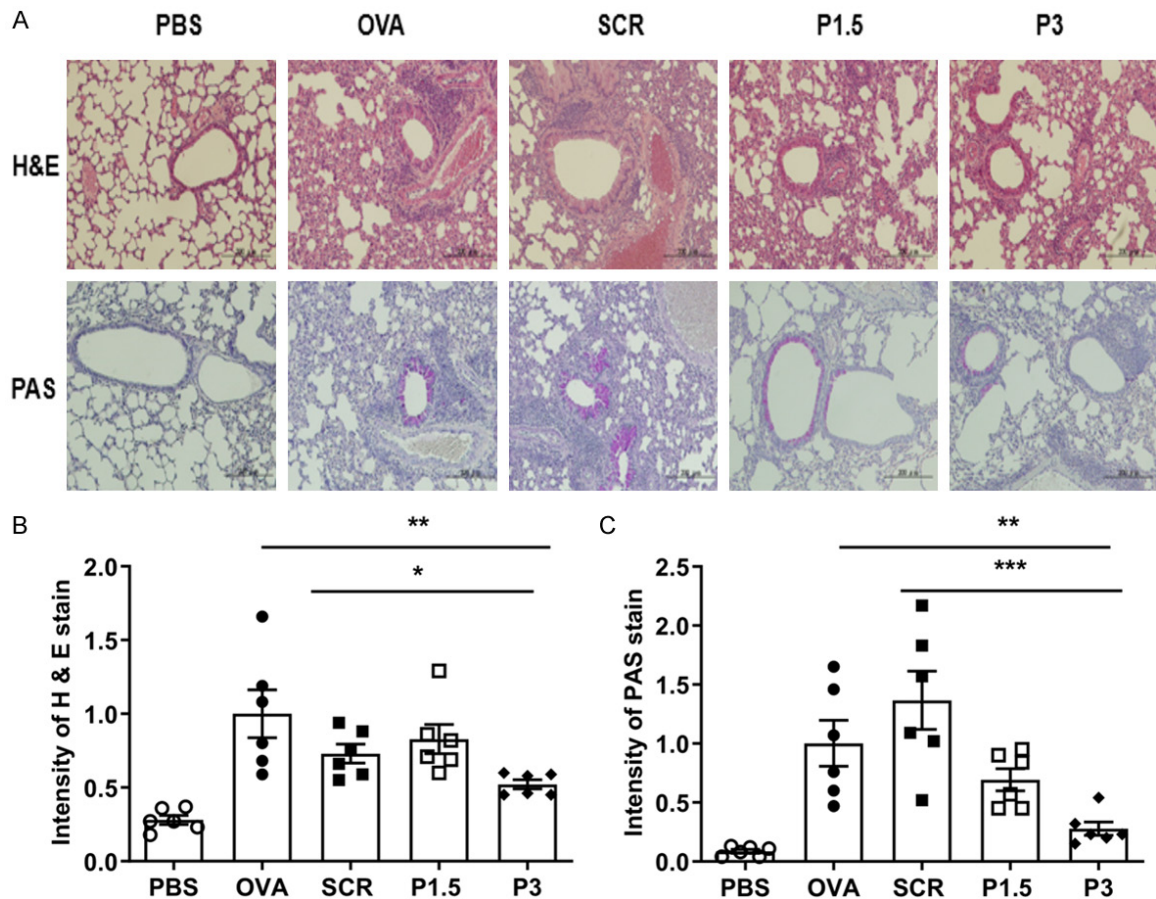 A
PBS OVA SCR P1.5 P3
H&E
PAS
B
**
*
Intensity of H & E stain
2.0
1.5
1.0
0.5
0.0
PBS OVA SCR P1.5 P3
C
**
***
Intensity of PAS stain
2.5
2.0
1.5
1.0
0.5
0.0
PBS OVA SCR P1.5 P3